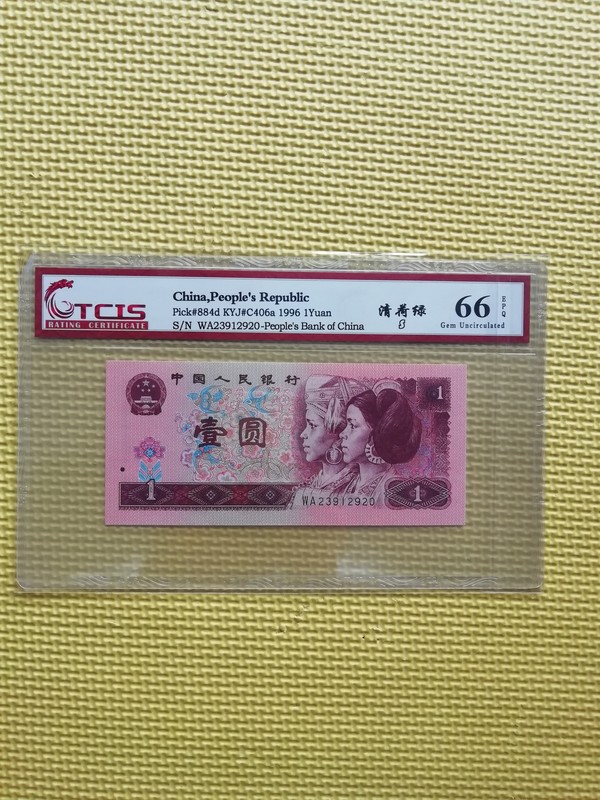 TCIS
RATING CERTIFICATE
China,People's Republic
Pick#884d KYJ#C406a 1996 1Yuan
S/N WA23912920-People's Bank of China
清荷绿
66
EPQ
Gem Uncirculated
中国人民银行
壹圆
1
1
WA23912920
1